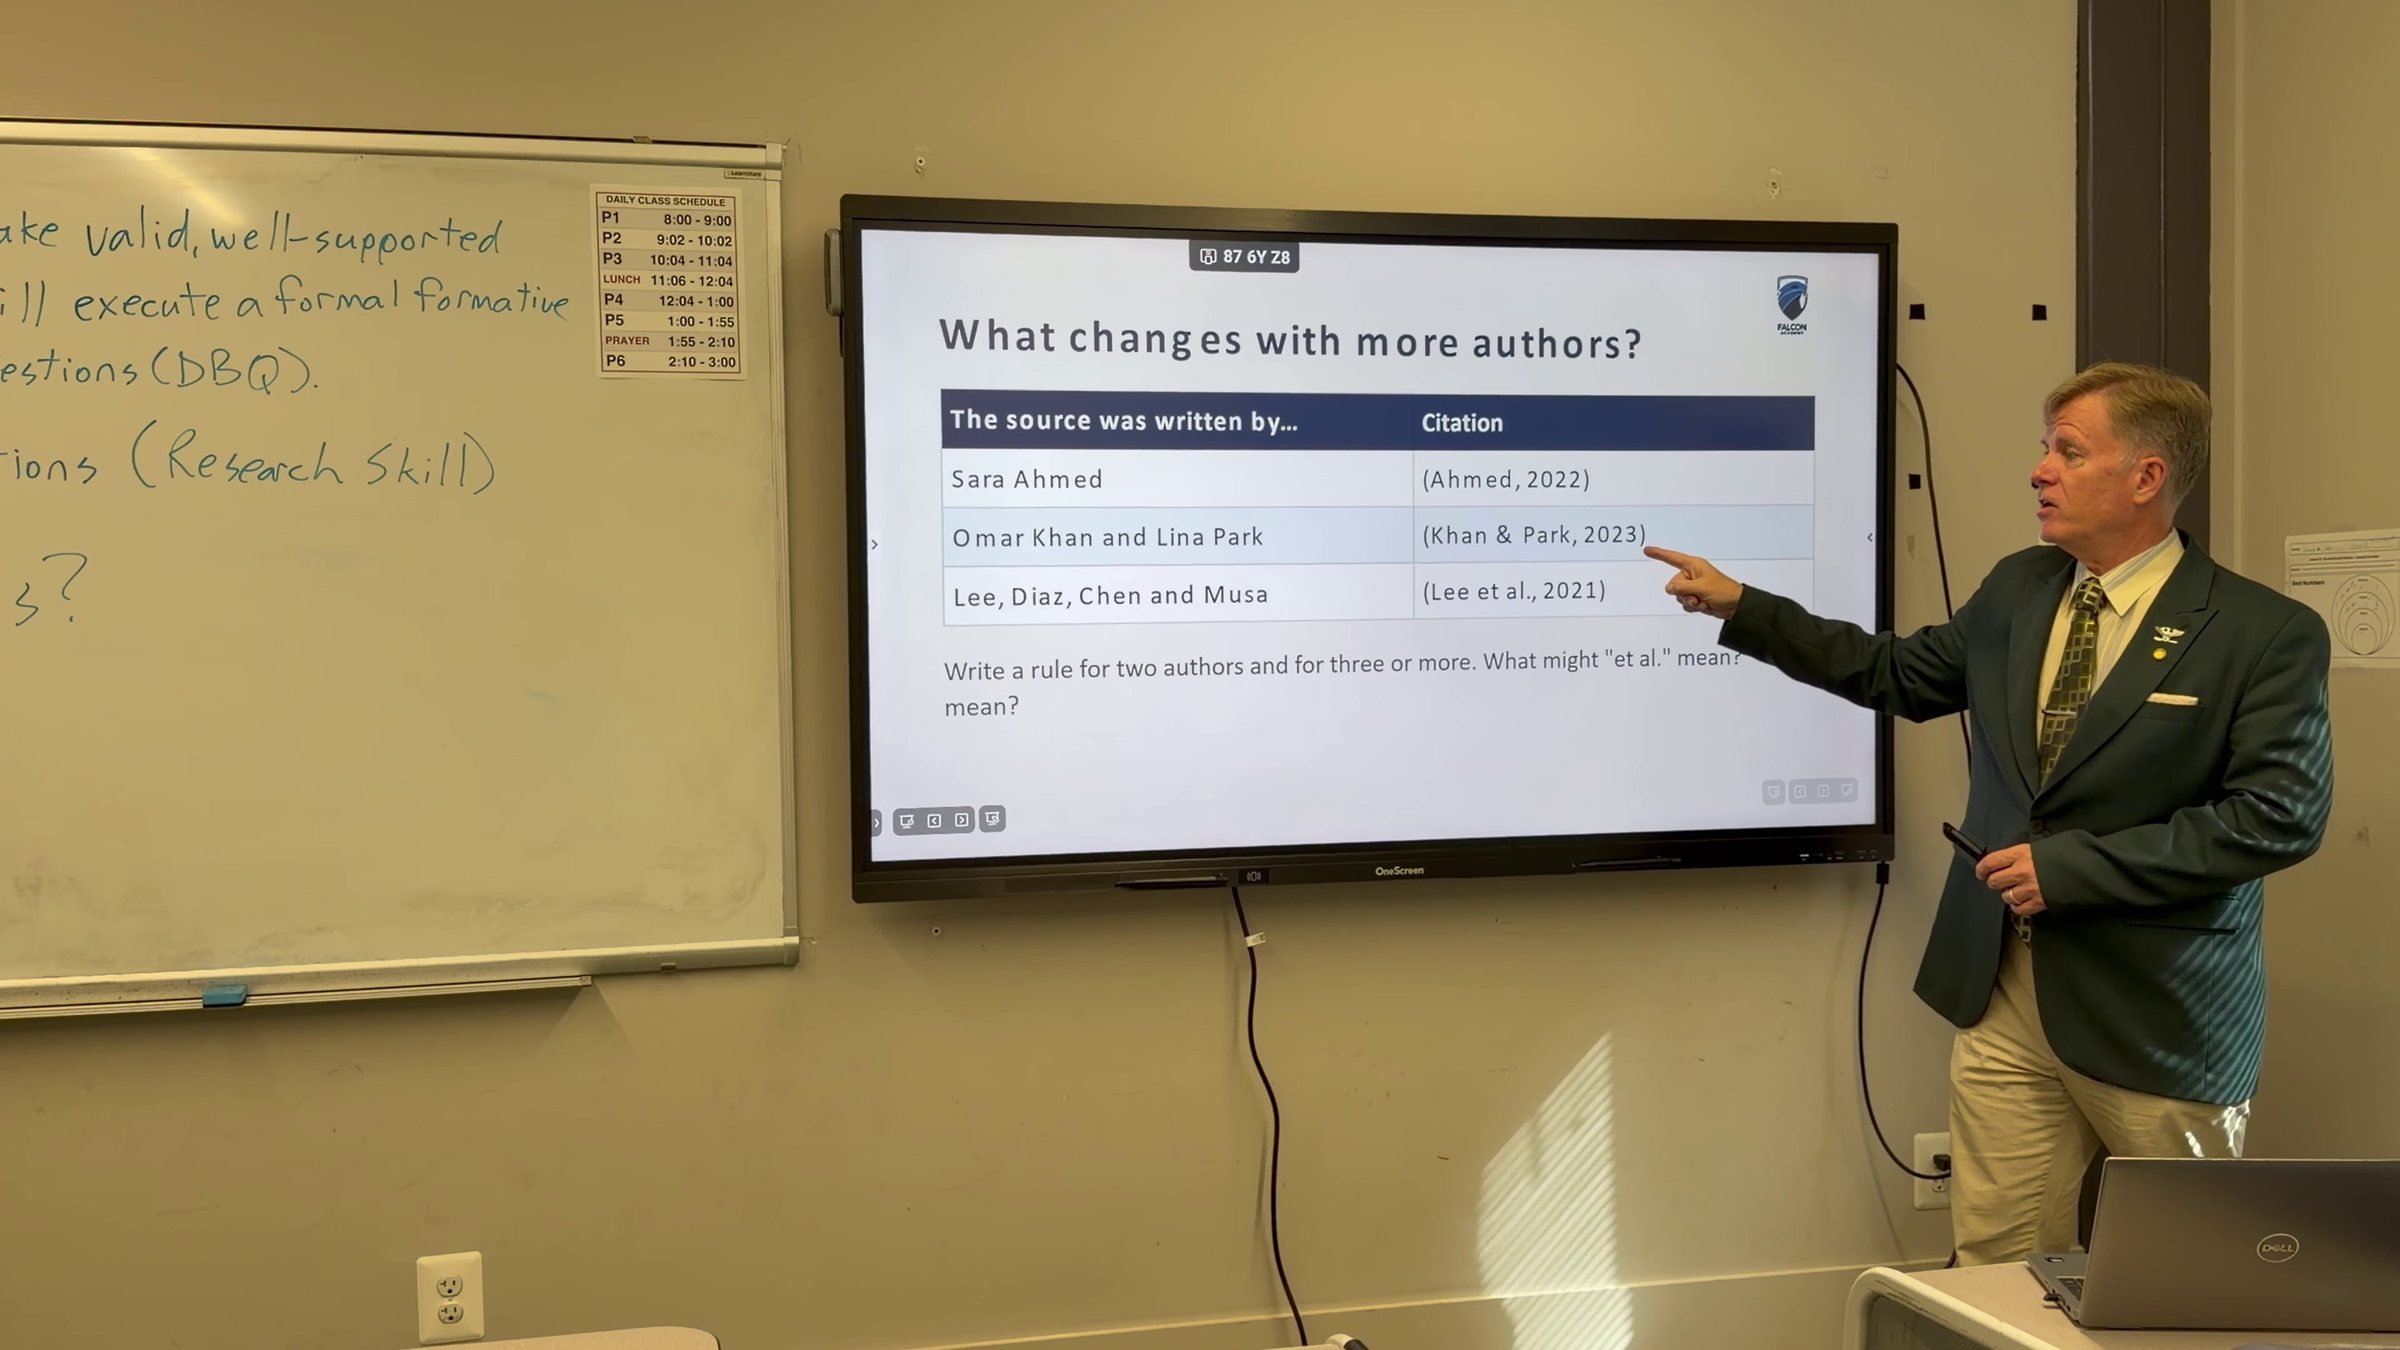 valid, well-supported
execute a formal formative
(DBQ).
(Research Skill)
?
Learniture
DAILY CLASS SCHEDULE
P1 8:00 - 9:00
P2 9:02 - 10:02
P3 10:04 - 11:04
LUNCH 11:06 - 12:04
P4 12:04 - 1:00
P5 1:00 - 1:55
PRAYER 1:55 - 2:10
P6 2:10 - 3:00
87 6Y Z8
FALCON
ACADEMY
What changes with more authors?
The source was written by... Citation
Sara Ahmed (Ahmed, 2022)
Omar Khan and Lina Park (Khan & Park, 2023)
Lee, Diaz, Chen and Musa (Lee et al., 2021)
Write a rule for two authors and for three or more. What might "et al." mean?
mean?
OneScreen
DELL